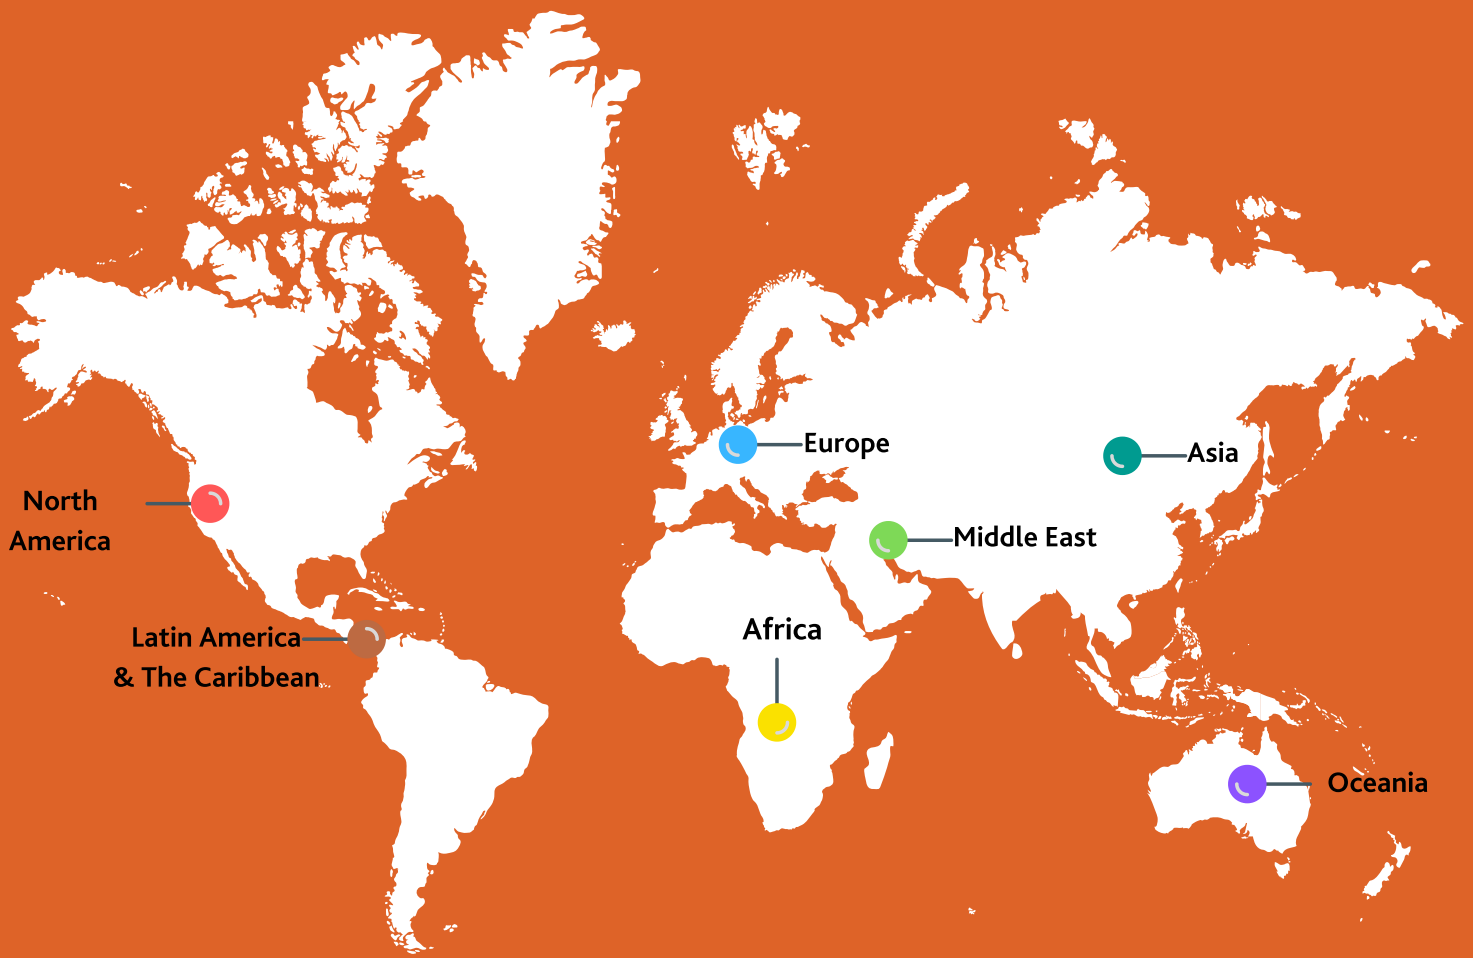 Europe
Asia
North
America
Middle East
Africa
Latin America
& The Caribbean
Oceania